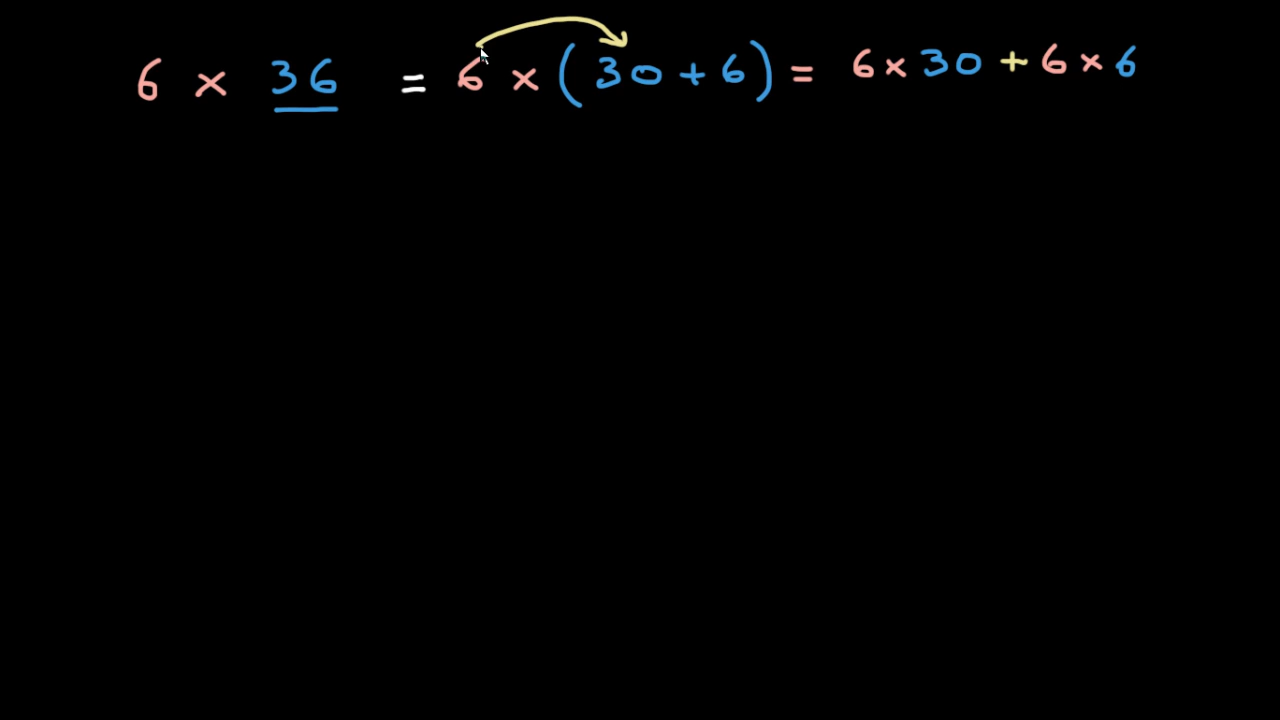 6 × 36 = 6 × (30 + 6) = 6 × 30 + 6 × 6